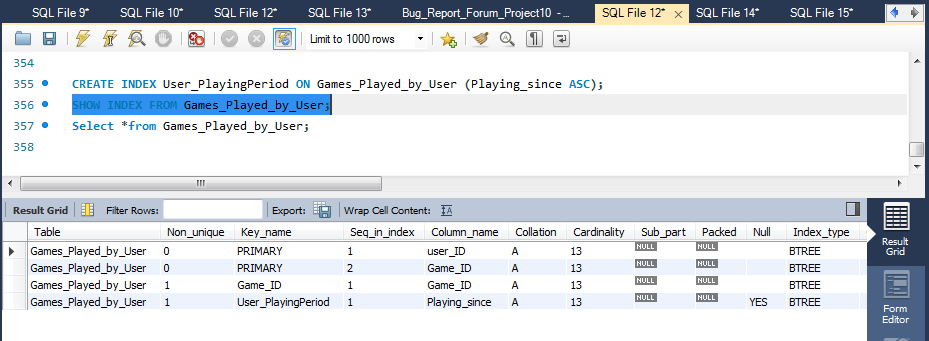 SQL File 9* SQL File 10* SQL File 12* SQL File 13* Bug_Report_Forum_Project10 - ... SQL File 12* SQL File 14* SQL File 15*
Limit to 1000 rows
354
355 CREATE INDEX User_PlayingPeriod ON Games_Played_by_User (Playing_since ASC);
356 SHOW INDEX FROM Games_Played_by_User;
357 Select *from Games_Played_by_User;
358
Result Grid Filter Rows: Export: Wrap Cell Content:
Table Non_unique Key_name Seq_in_index Column_name Collation Cardinality Sub_part Packed Null Index_type
Games_Played_by_User 0 PRIMARY 1 user_ID A 13 NULL NULL BTREE
Games_Played_by_User 0 PRIMARY 2 Game_ID A 13 NULL NULL BTREE
Games_Played_by_User 1 Game_ID 1 Game_ID A 13 NULL NULL BTREE
Games_Played_by_User 1 User_PlayingPeriod 1 Playing_since A 13 NULL NULL YES BTREE
Result
Grid
Form
Editor